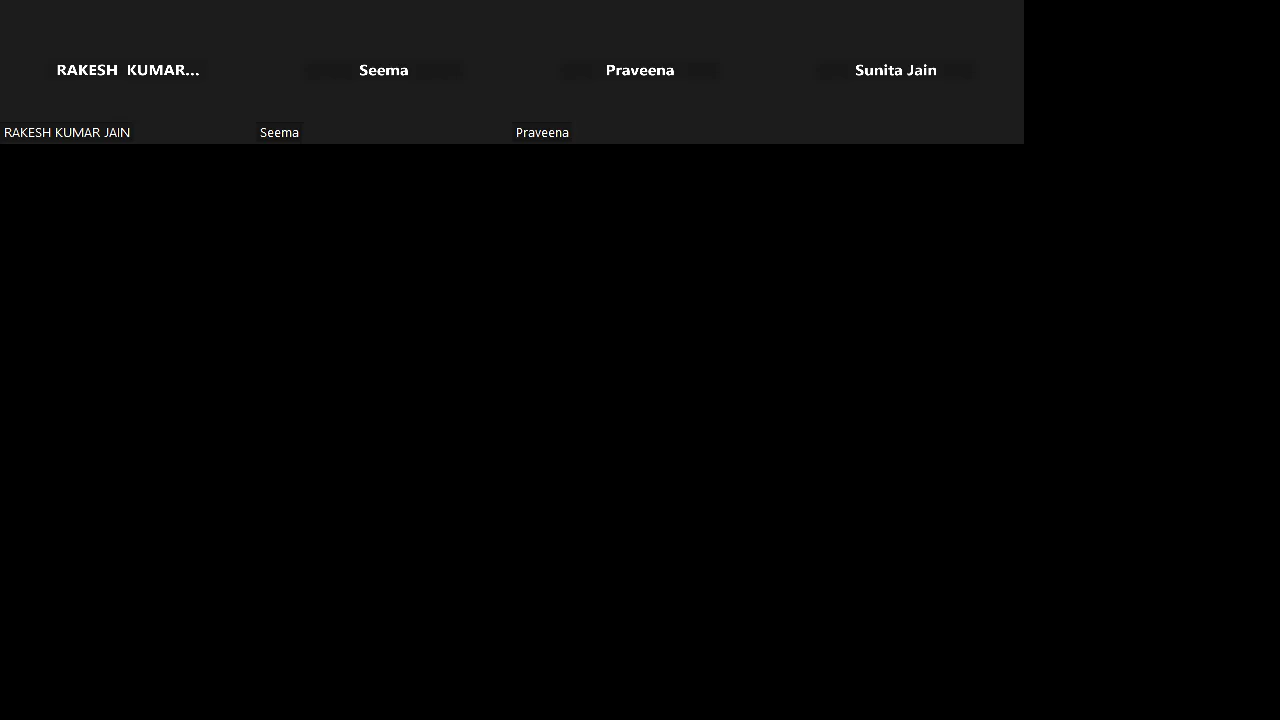 RAKESH KUMAR...
Seema
Praveena
Sunita Jain
RAKESH KUMAR JAIN
Seema
Praveena